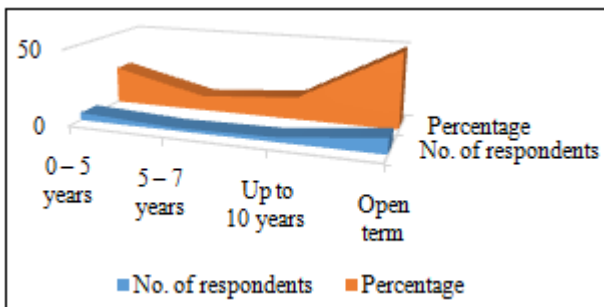 50
0
Percentage
No. of respondents
0 – 5
years
5 – 7
years
Up to
10 years
Open
term
No. of respondents
Percentage